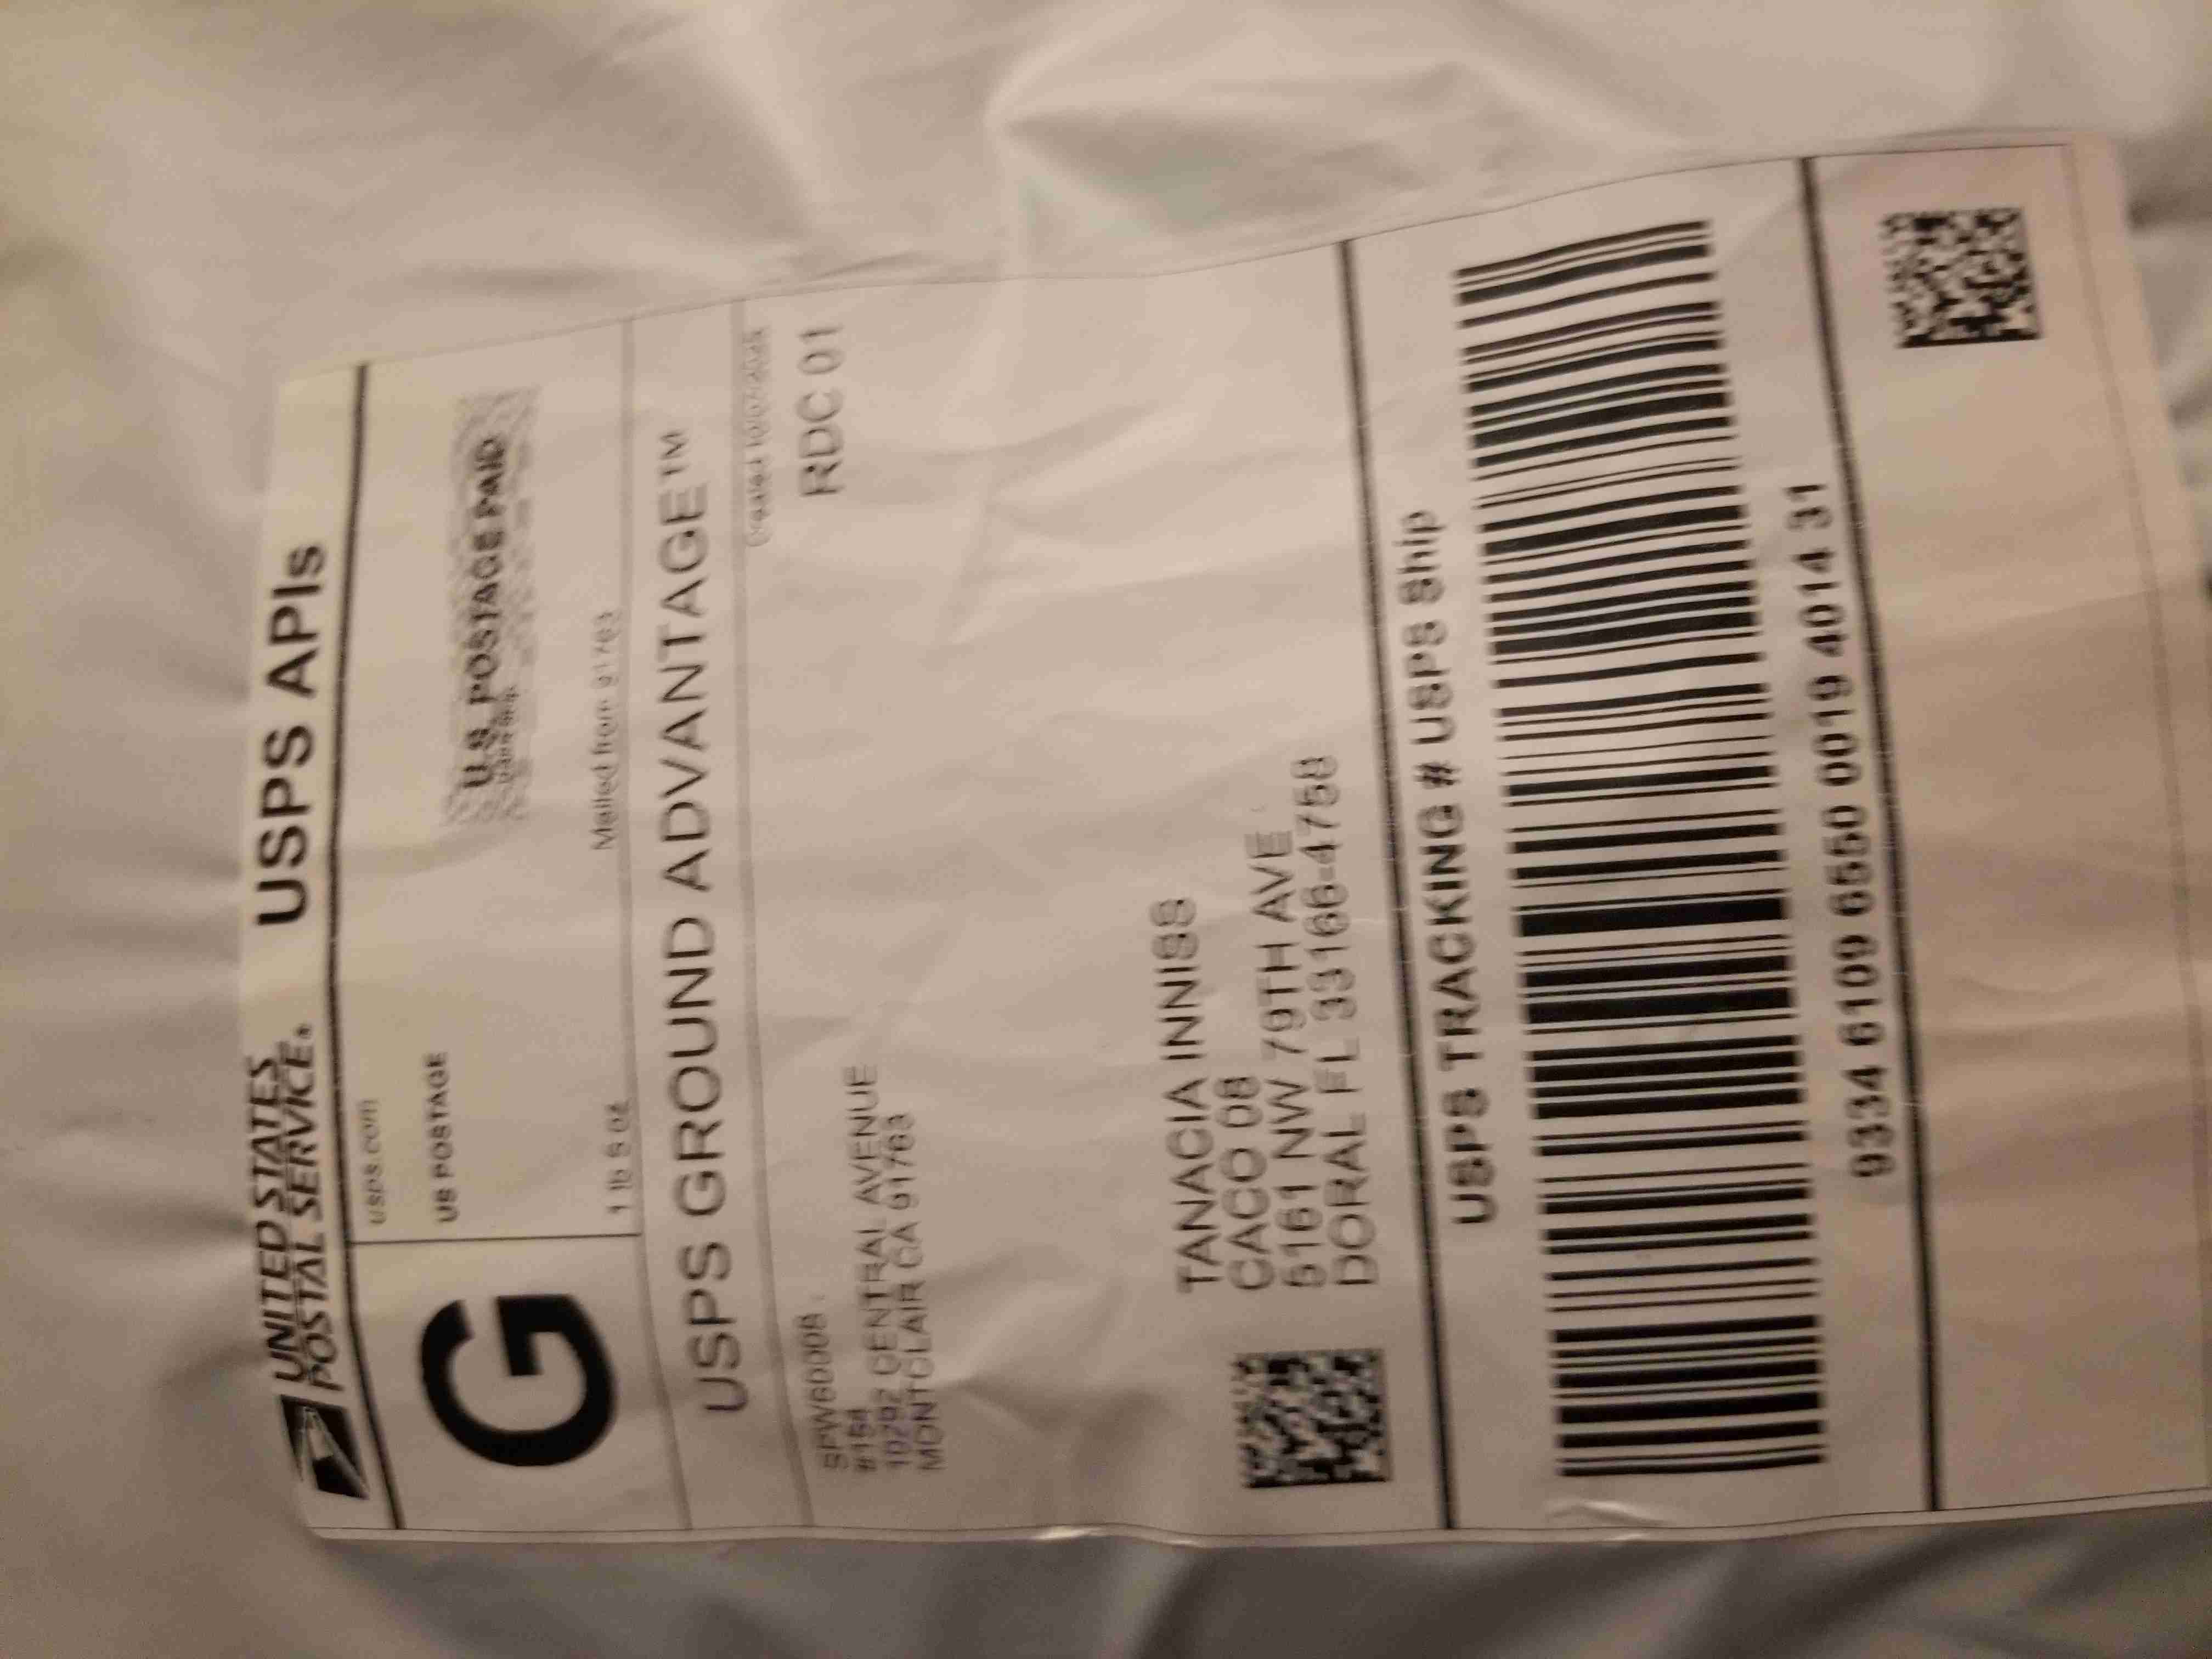 UNITED STATES
POSTAL SERVICE®
USPS APIs
G
usps.com
US POSTAGE
U.S. POSTAGE PAID
1 lb 5 oz
Mailed from 91763
USPS GROUND ADVANTAGE™
RDC 01
#154
10292 CENTRAL AVENUE
MONTCLAIR CA 91763
TANACIA INNISS
CACO 08
5161 NW 79TH AVE
DORAL FL 33166-4758
USPS TRACKING # USPS Ship
9334 6109 6550 0019 4014 31